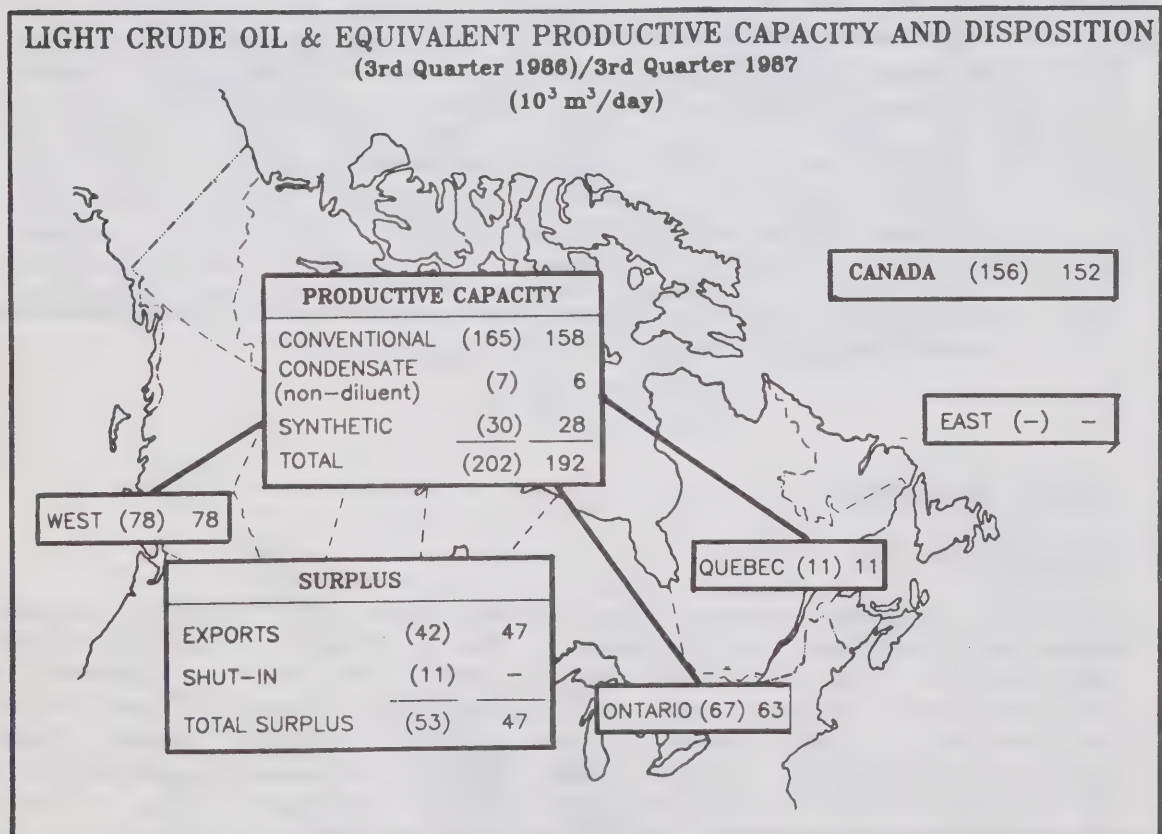 LIGHT CRUDE OIL & EQUIVALENT PRODUCTIVE CAPACITY AND DISPOSITION
(3rd Quarter 1986)/3rd Quarter 1987
(10³ m³/day)
CANADA (156) 152
PRODUCTIVE CAPACITY
CONVENTIONAL (165) 158
CONDENSATE
(non-diluent) (7) 6
SYNTHETIC (30) 28
TOTAL (202) 192
EAST (-) -
WEST (78) 78
QUEBEC (11) 11
SURPLUS
EXPORTS (42) 47
SHUT-IN (11) -
TOTAL SURPLUS (53) 47
ONTARIO (67) 63